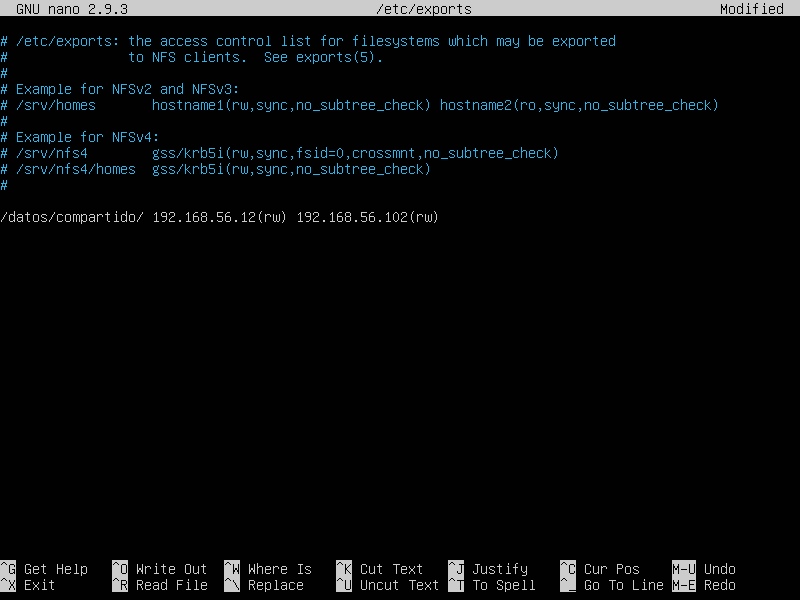 GNU nano 2.9.3 /etc/exports Modified
# /etc/exports: the access control list for filesystems which may be exported
# to NFS clients. See exports(5).
#
# Example for NFSv2 and NFSv3:
# /srv/homes hostname1(rw,sync,no_subtree_check) hostname2(ro,sync,no_subtree_check)
#
# Example for NFSv4:
# /srv/nfs4 gss/krb5i(rw,sync,fsid=0,crossmnt,no_subtree_check)
# /srv/nfs4/homes gss/krb5i(rw,sync,no_subtree_check)
#
/datos/compartido/ 192.168.56.12(rw) 192.168.56.102(rw)
^G Get Help ^O Write Out ^W Where Is ^K Cut Text ^J Justify ^C Cur Pos M-U Undo
^X Exit ^R Read File ^\ Replace ^U Uncut Text ^T To Spell ^_ Go To Line M-E Redo